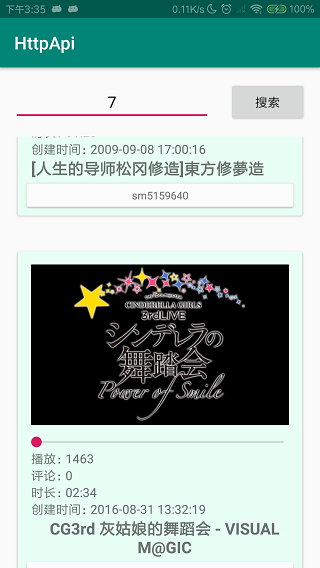 下午3:35 0.11K/s 100%
HttpApi
7 搜索
创建时间：2009-09-08 17:00:16
[人生的导师松冈修造]東方修夢造
sm5159640
CINDERELLA GIRLS
3rdLIVE
シンデレラの
舞踏会
Power of Smile
播放：1463
评论：0
时长：02:34
创建时间：2016-08-31 13:32:19
CG3rd 灰姑娘的舞蹈会 - VISUAL
M@GIC